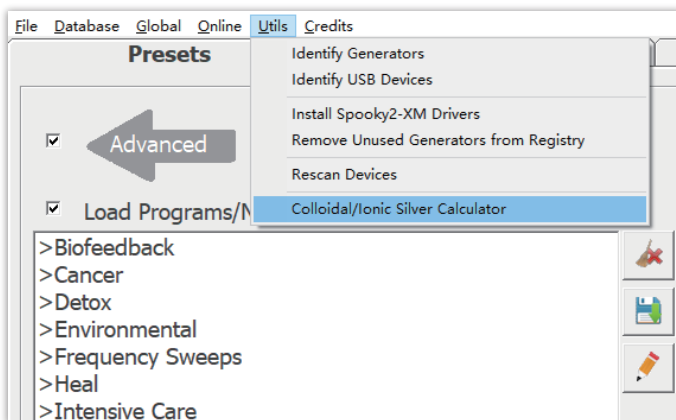 File Database Global Online Utils Credits
Presets
Identify Generators
Identify USB Devices
Install Spooky2-XM Drivers
Remove Unused Generators from Registry
Rescan Devices
Colloidal/Ionic Silver Calculator
Advanced
Load Programs/
>Biofeedback
>Cancer
>Detox
>Environmental
>Frequency Sweeps
>Heal
>Intensive Care